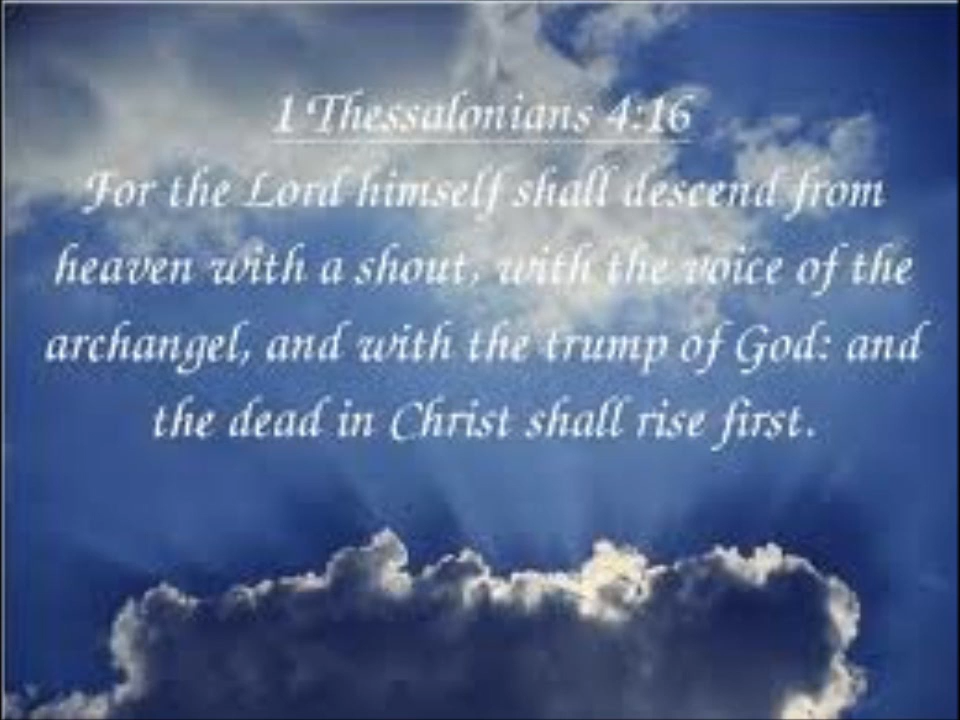 1 Thessalonians 4:16
For the Lord himself shall descend from
heaven with a shout, with the voice of the
archangel, and with the trump of God: and
the dead in Christ shall rise first.